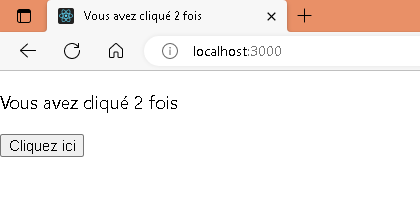 Vous avez cliqué 2 fois
localhost:3000
Vous avez cliqué 2 fois
Cliquez ici